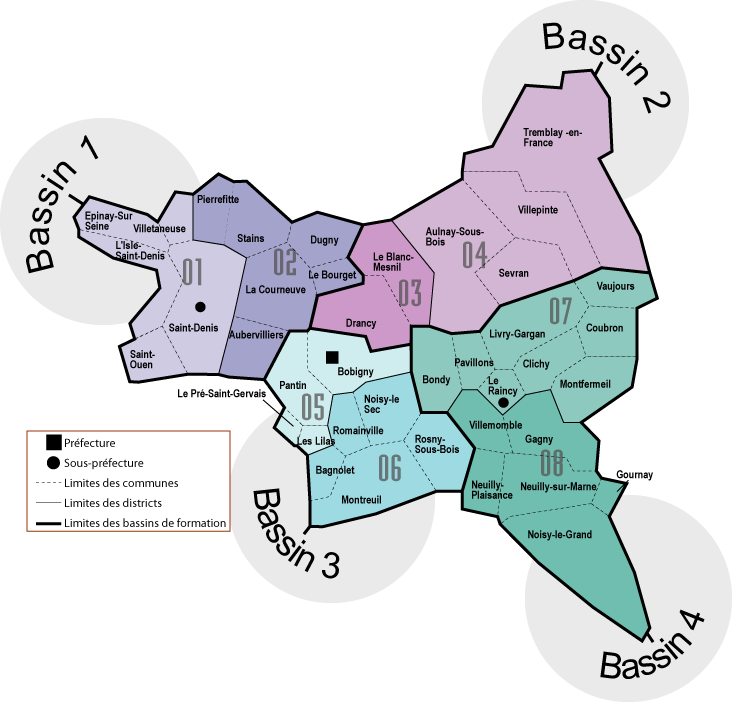 Bassin 1
Bassin 2
Tremblay -en-
France
Villepinte
Aulnay-Sous-
Bois
04
Sevran
Pierrefitte
Epinay-Sur
Seine
Villetaneuse
L'Isle-
Saint-Denis
01
Stains
Dugny
02
Le Bourget
La Courneuve
Le Blanc-
Mesnil
03
Drancy
Saint-Denis
Aubervilliers
Saint-
Ouen
Vaujours
07
Coubron
Livry-Gargan
Pavillons
Clichy
Bondy
Le
Raincy
Montfermeil
Bobigny
Pantin
Le Pré-Saint-Gervais
05
Noisy-le
Sec
Romainville
Les Lilas
Rosny-
Sous-Bois
Bagnolet
06
Montreuil
Villemomble
Gagny
08
Neuilly-
Plaisance
Neuilly-sur-Marne
Gournay
Noisy-le-Grand
Préfecture
Sous-préfecture
Limites des communes
Limites des districts
Limites des bassins de formation
Bassin 3
Bassin 4